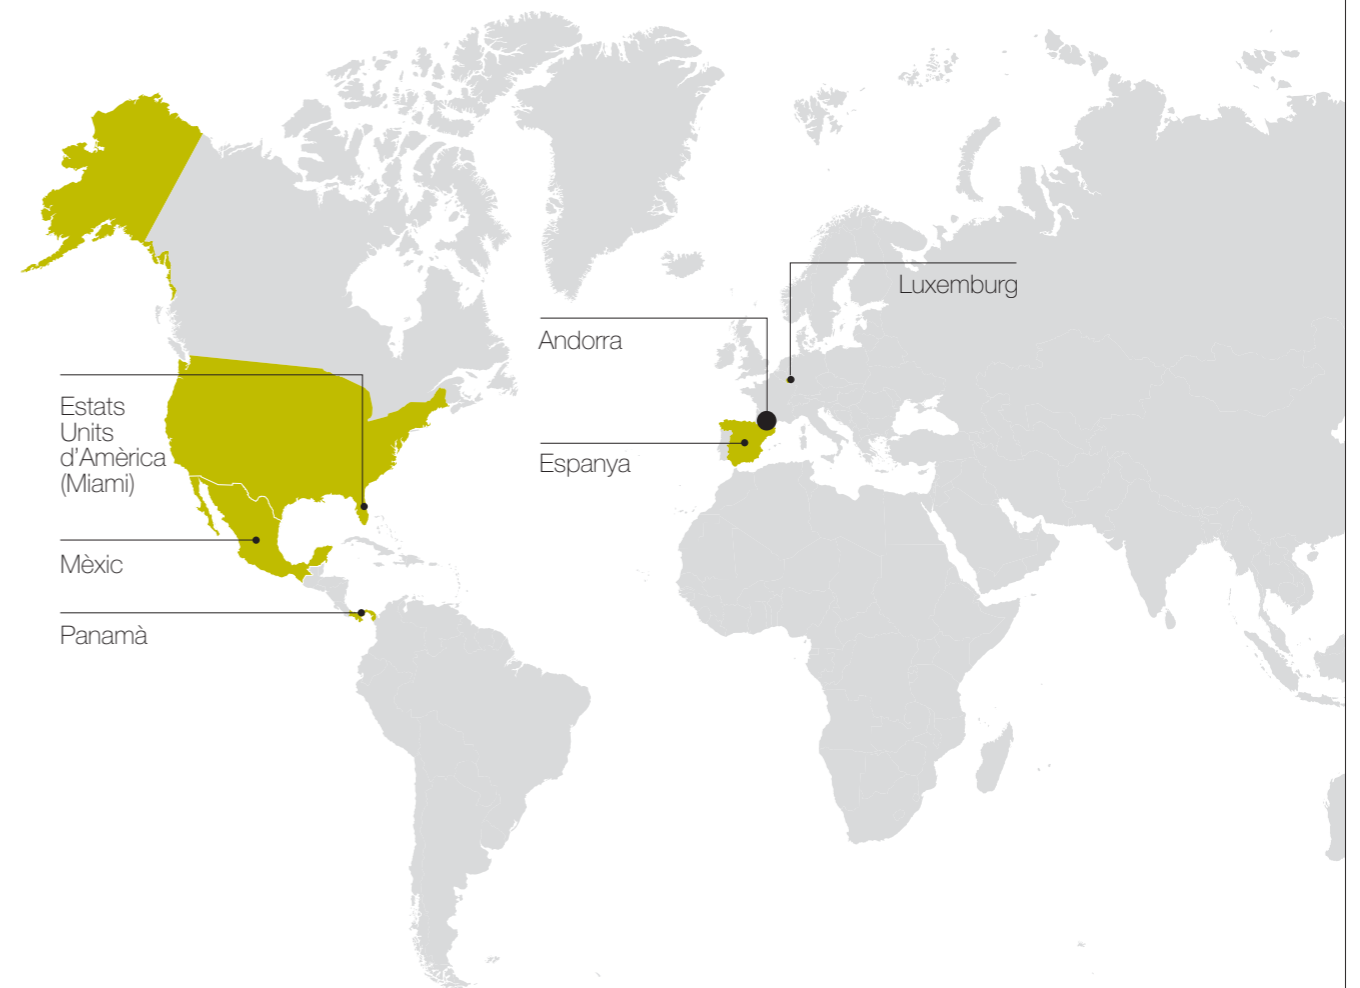 Luxemburg
Andorra
Estats
Units
d'Amèrica
(Miami)
Espanya
Mèxic
Panamà